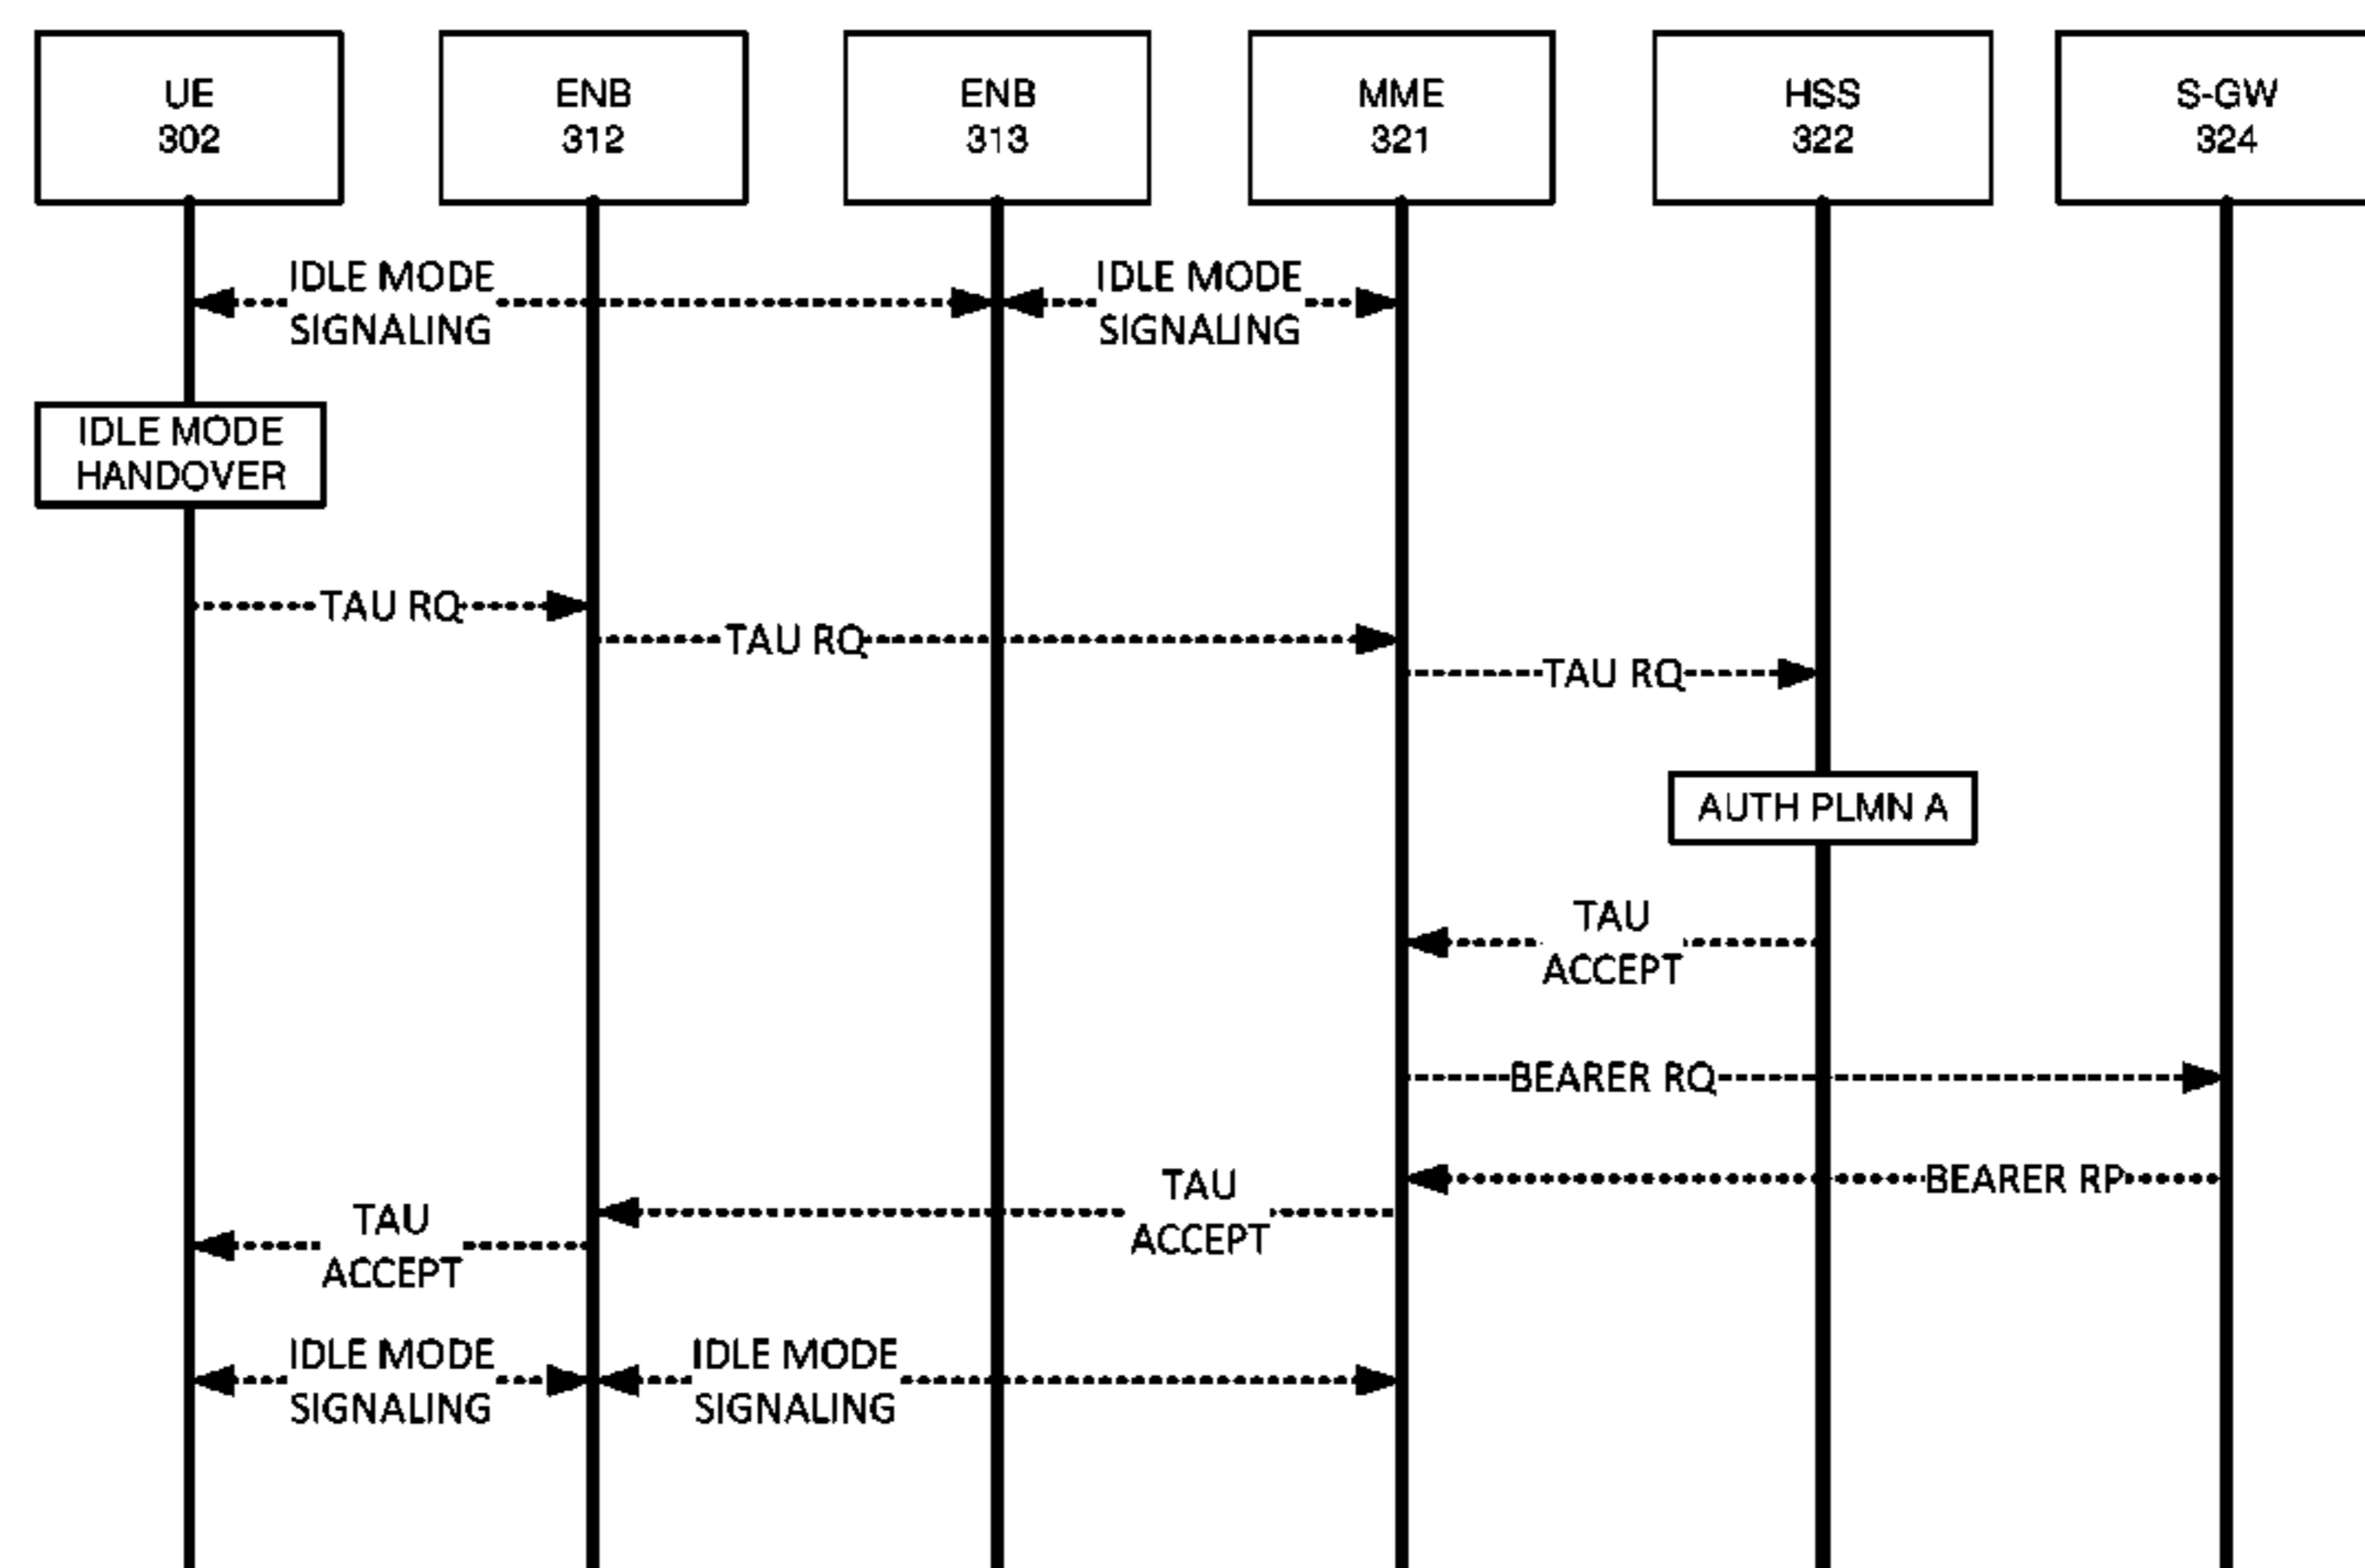 UE
302
ENB
312
ENB
313
MME
321
HSS
322
S-GW
324
IDLE MODE
SIGNALING
IDLE MODE
SIGNALING
IDLE MODE
HANDOVER
TAU RQ
TAU RQ
TAU RQ
AUTH PLMN A
TAU
ACCEPT
BEARER RQ
BEARER RP
TAU
ACCEPT
TAU
ACCEPT
IDLE MODE
SIGNALING
IDLE MODE
SIGNALING